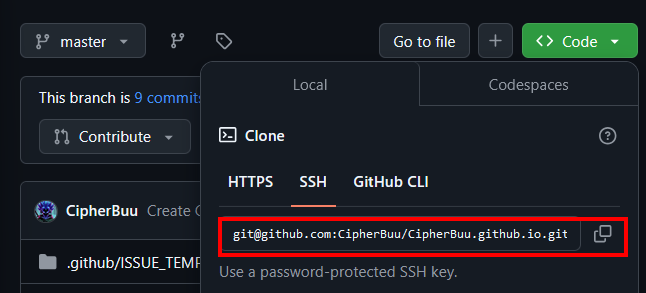 master
Go to file
Code
Local
Codespaces
This branch is 9 commits
Contribute
Clone
HTTPS SSH GitHub CLI
CipherBuu Create
git@github.com:CipherBuu/CipherBuu.github.io.git
.github/ISSUE_TEMP
Use a password-protected SSH key.